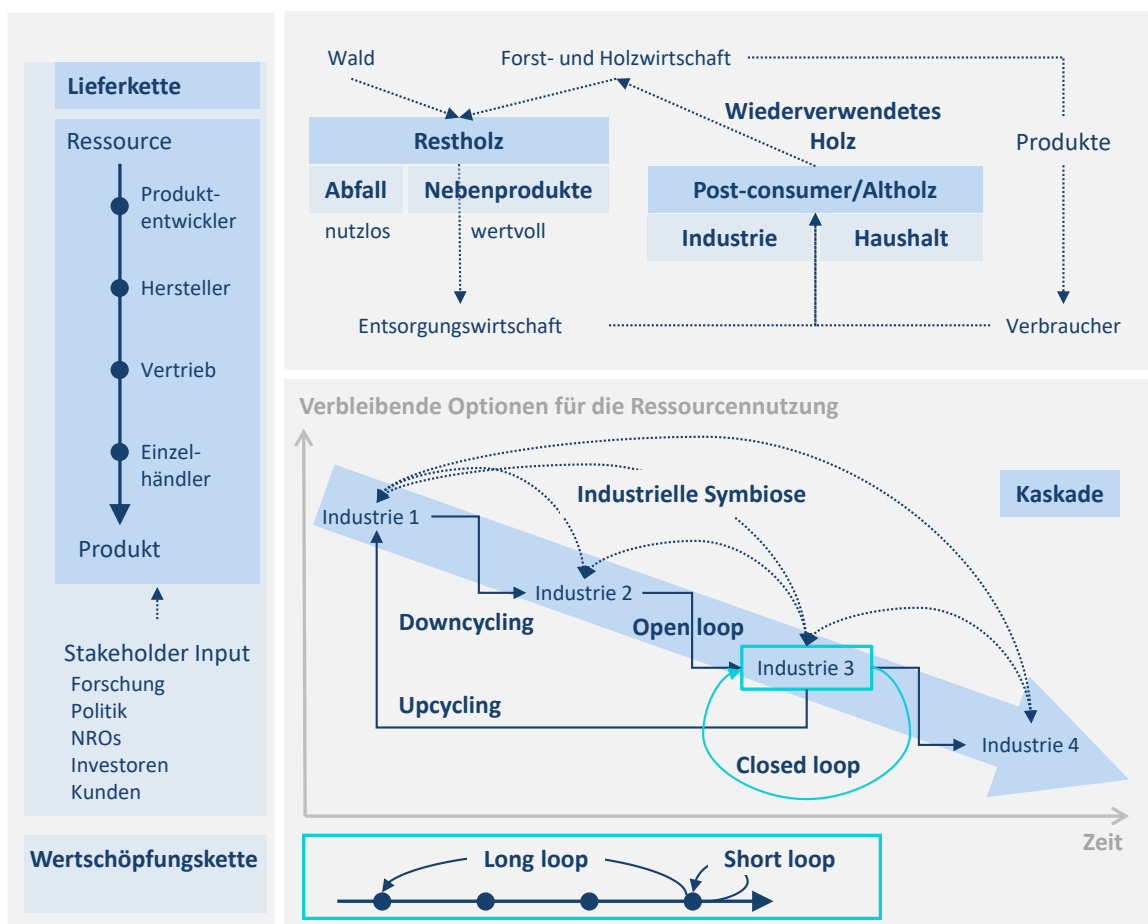 Lieferkette
Ressource
Produkt-
entwickler
Hersteller
Vertrieb
Einzel-
händler
Produkt
Stakeholder Input
Forschung
Politik
NROs
Investoren
Kunden
Wertschöpfungskette
Wald
Forst- und Holzwirtschaft
Wiederverwendetes
Holz
Restholz
Produkte
Abfall
Nebenprodukte
Post-consumer/Altholz
nutzlos
wertvoll
Industrie
Haushalt
Entsorgungswirtschaft
Verbraucher
Verbleibende Optionen für die Ressourcennutzung
Industrielle Symbiose
Kaskade
Industrie 1
Industrie 2
Downcycling
Open loop
Industrie 3
Upcycling
Industrie 4
Closed loop
Zeit
Long loop
Short loop